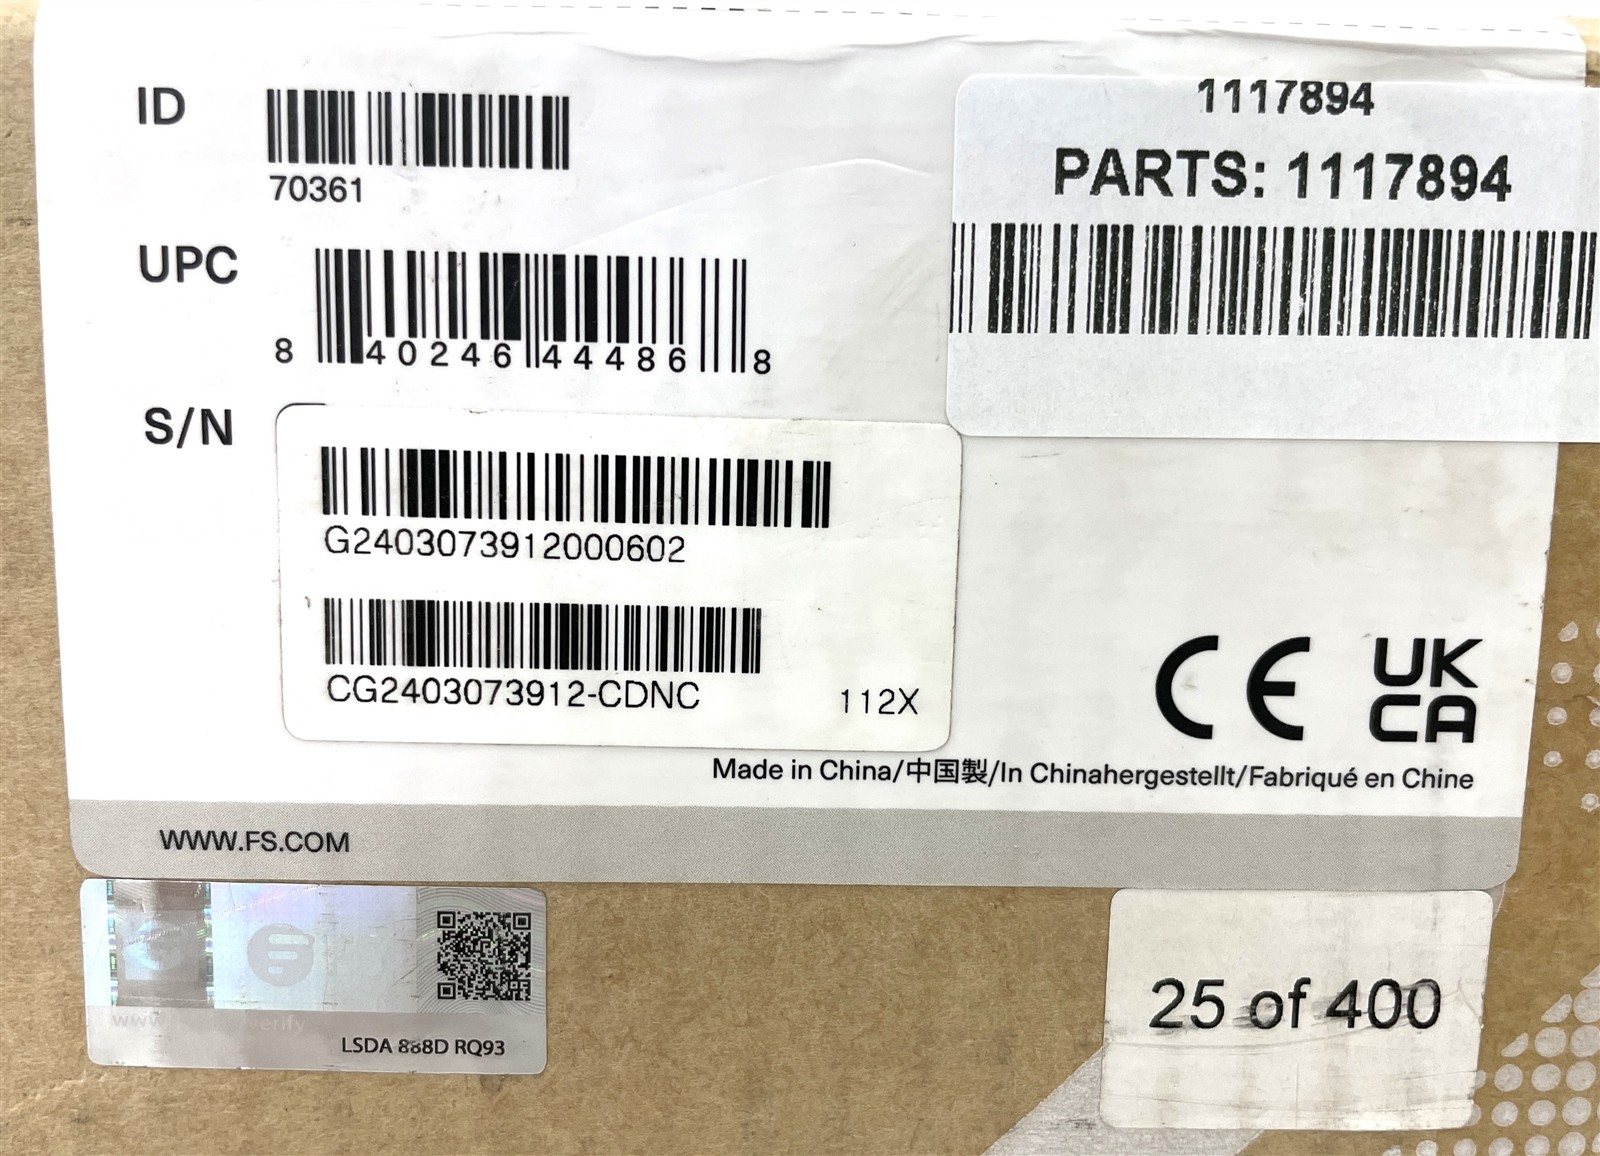 ID
70361
UPC
8 40246 44486 8
S/N
G2403073912000602
CG2403073912-CDNC
112X
1117894
PARTS: 1117894
CE
UK
CA
Made in China/中国製/In Chinahergestellt/Fabriqué en Chine
WWW.FS.COM
LSDA 888D RQ93
25 of 400